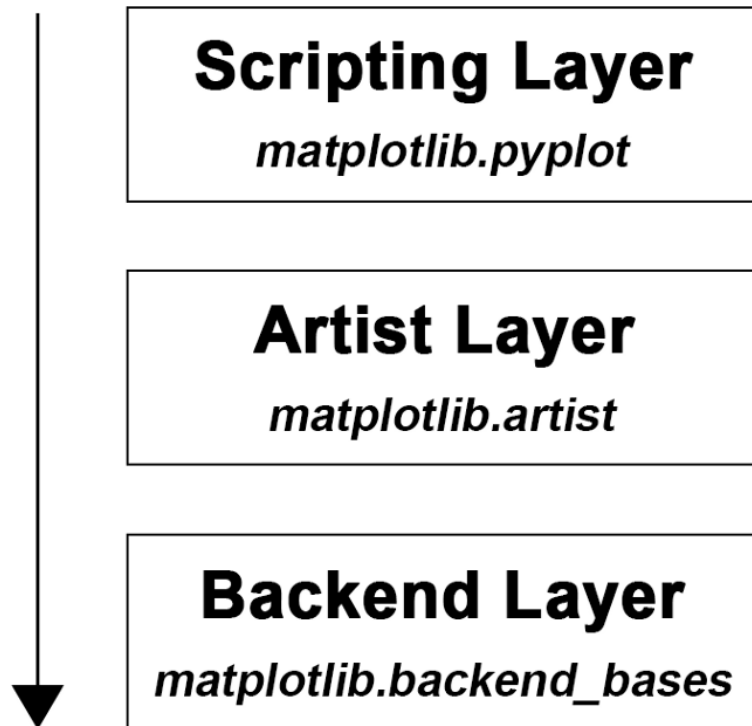 Scripting Layer
matplotlib.pyplot
Artist Layer
matplotlib.artist
Backend Layer
matplotlib.backend_bases